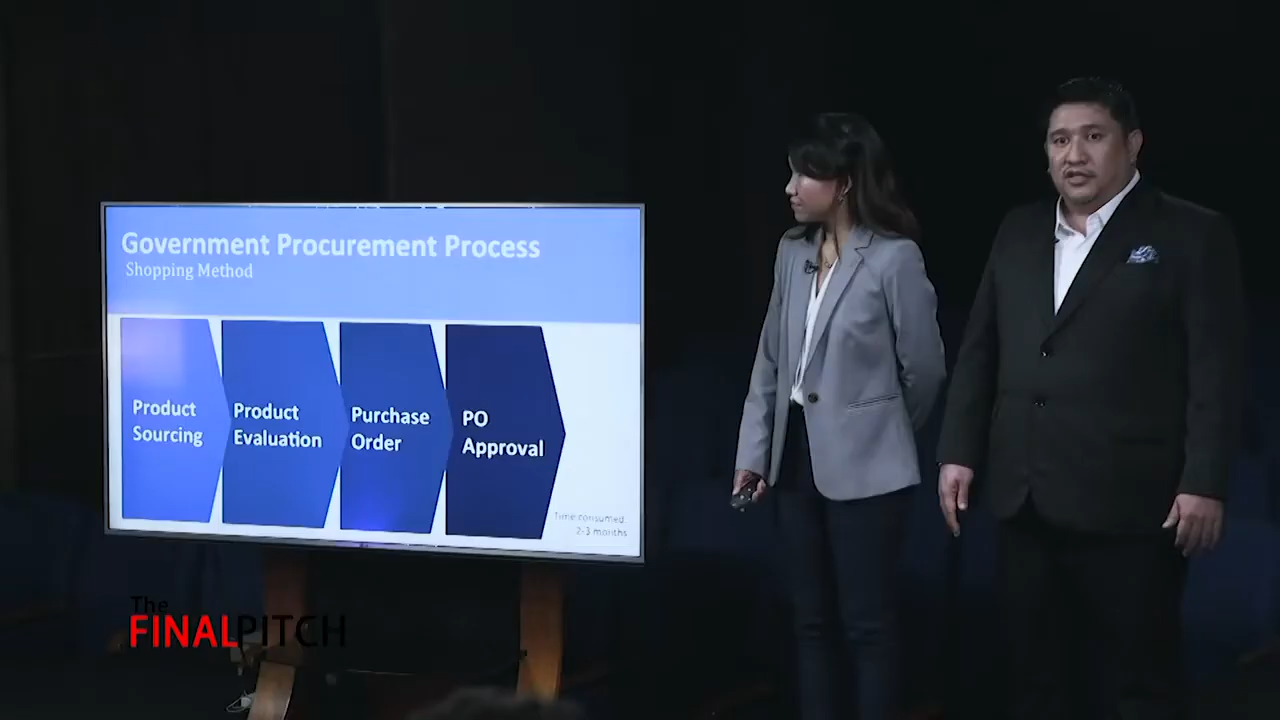 Government Procurement Process
Shopping Method
Product
Sourcing
Product
Evaluation
Purchase
Order
PO
Approval
Time consumed:
2-3 months
The
FINALPITCH